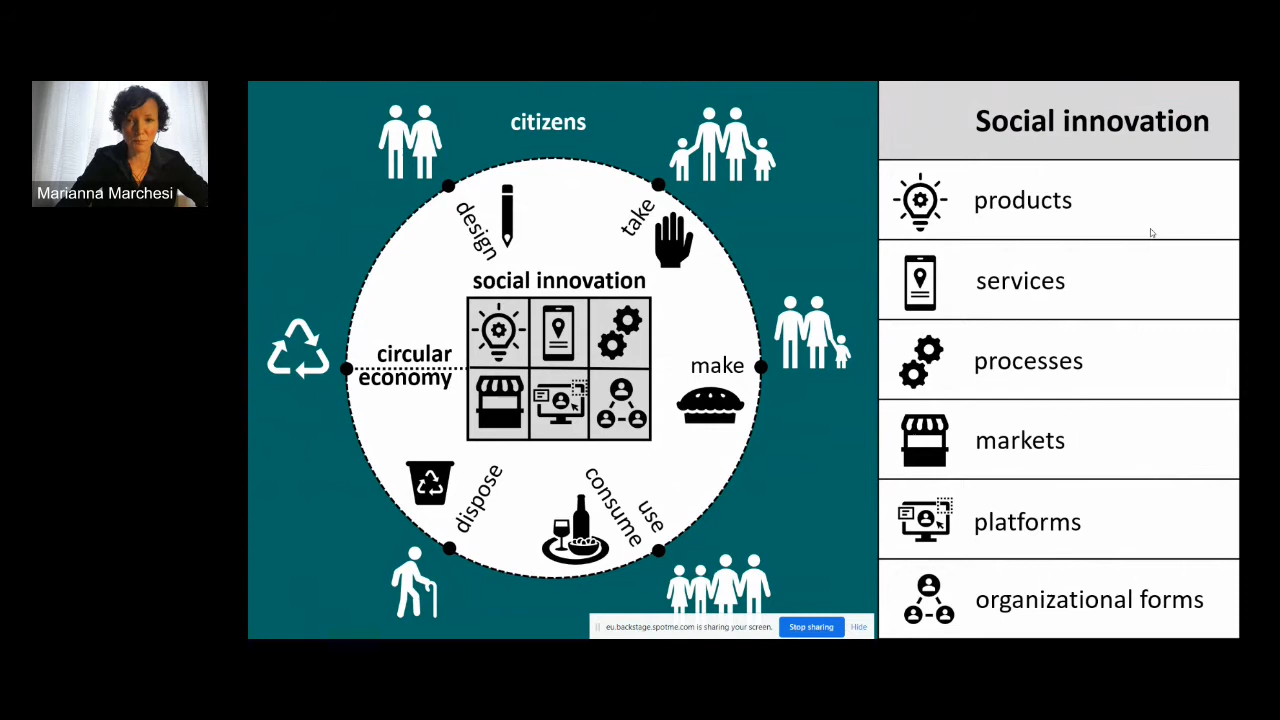 Marianna Marchesi
citizens
design
take
social innovation
circular
economy
make
dispose
use
consume
eu.backstage.spotme.com is sharing your screen.
Stop sharing
Hide
Social innovation
products
services
processes
markets
platforms
organizational forms